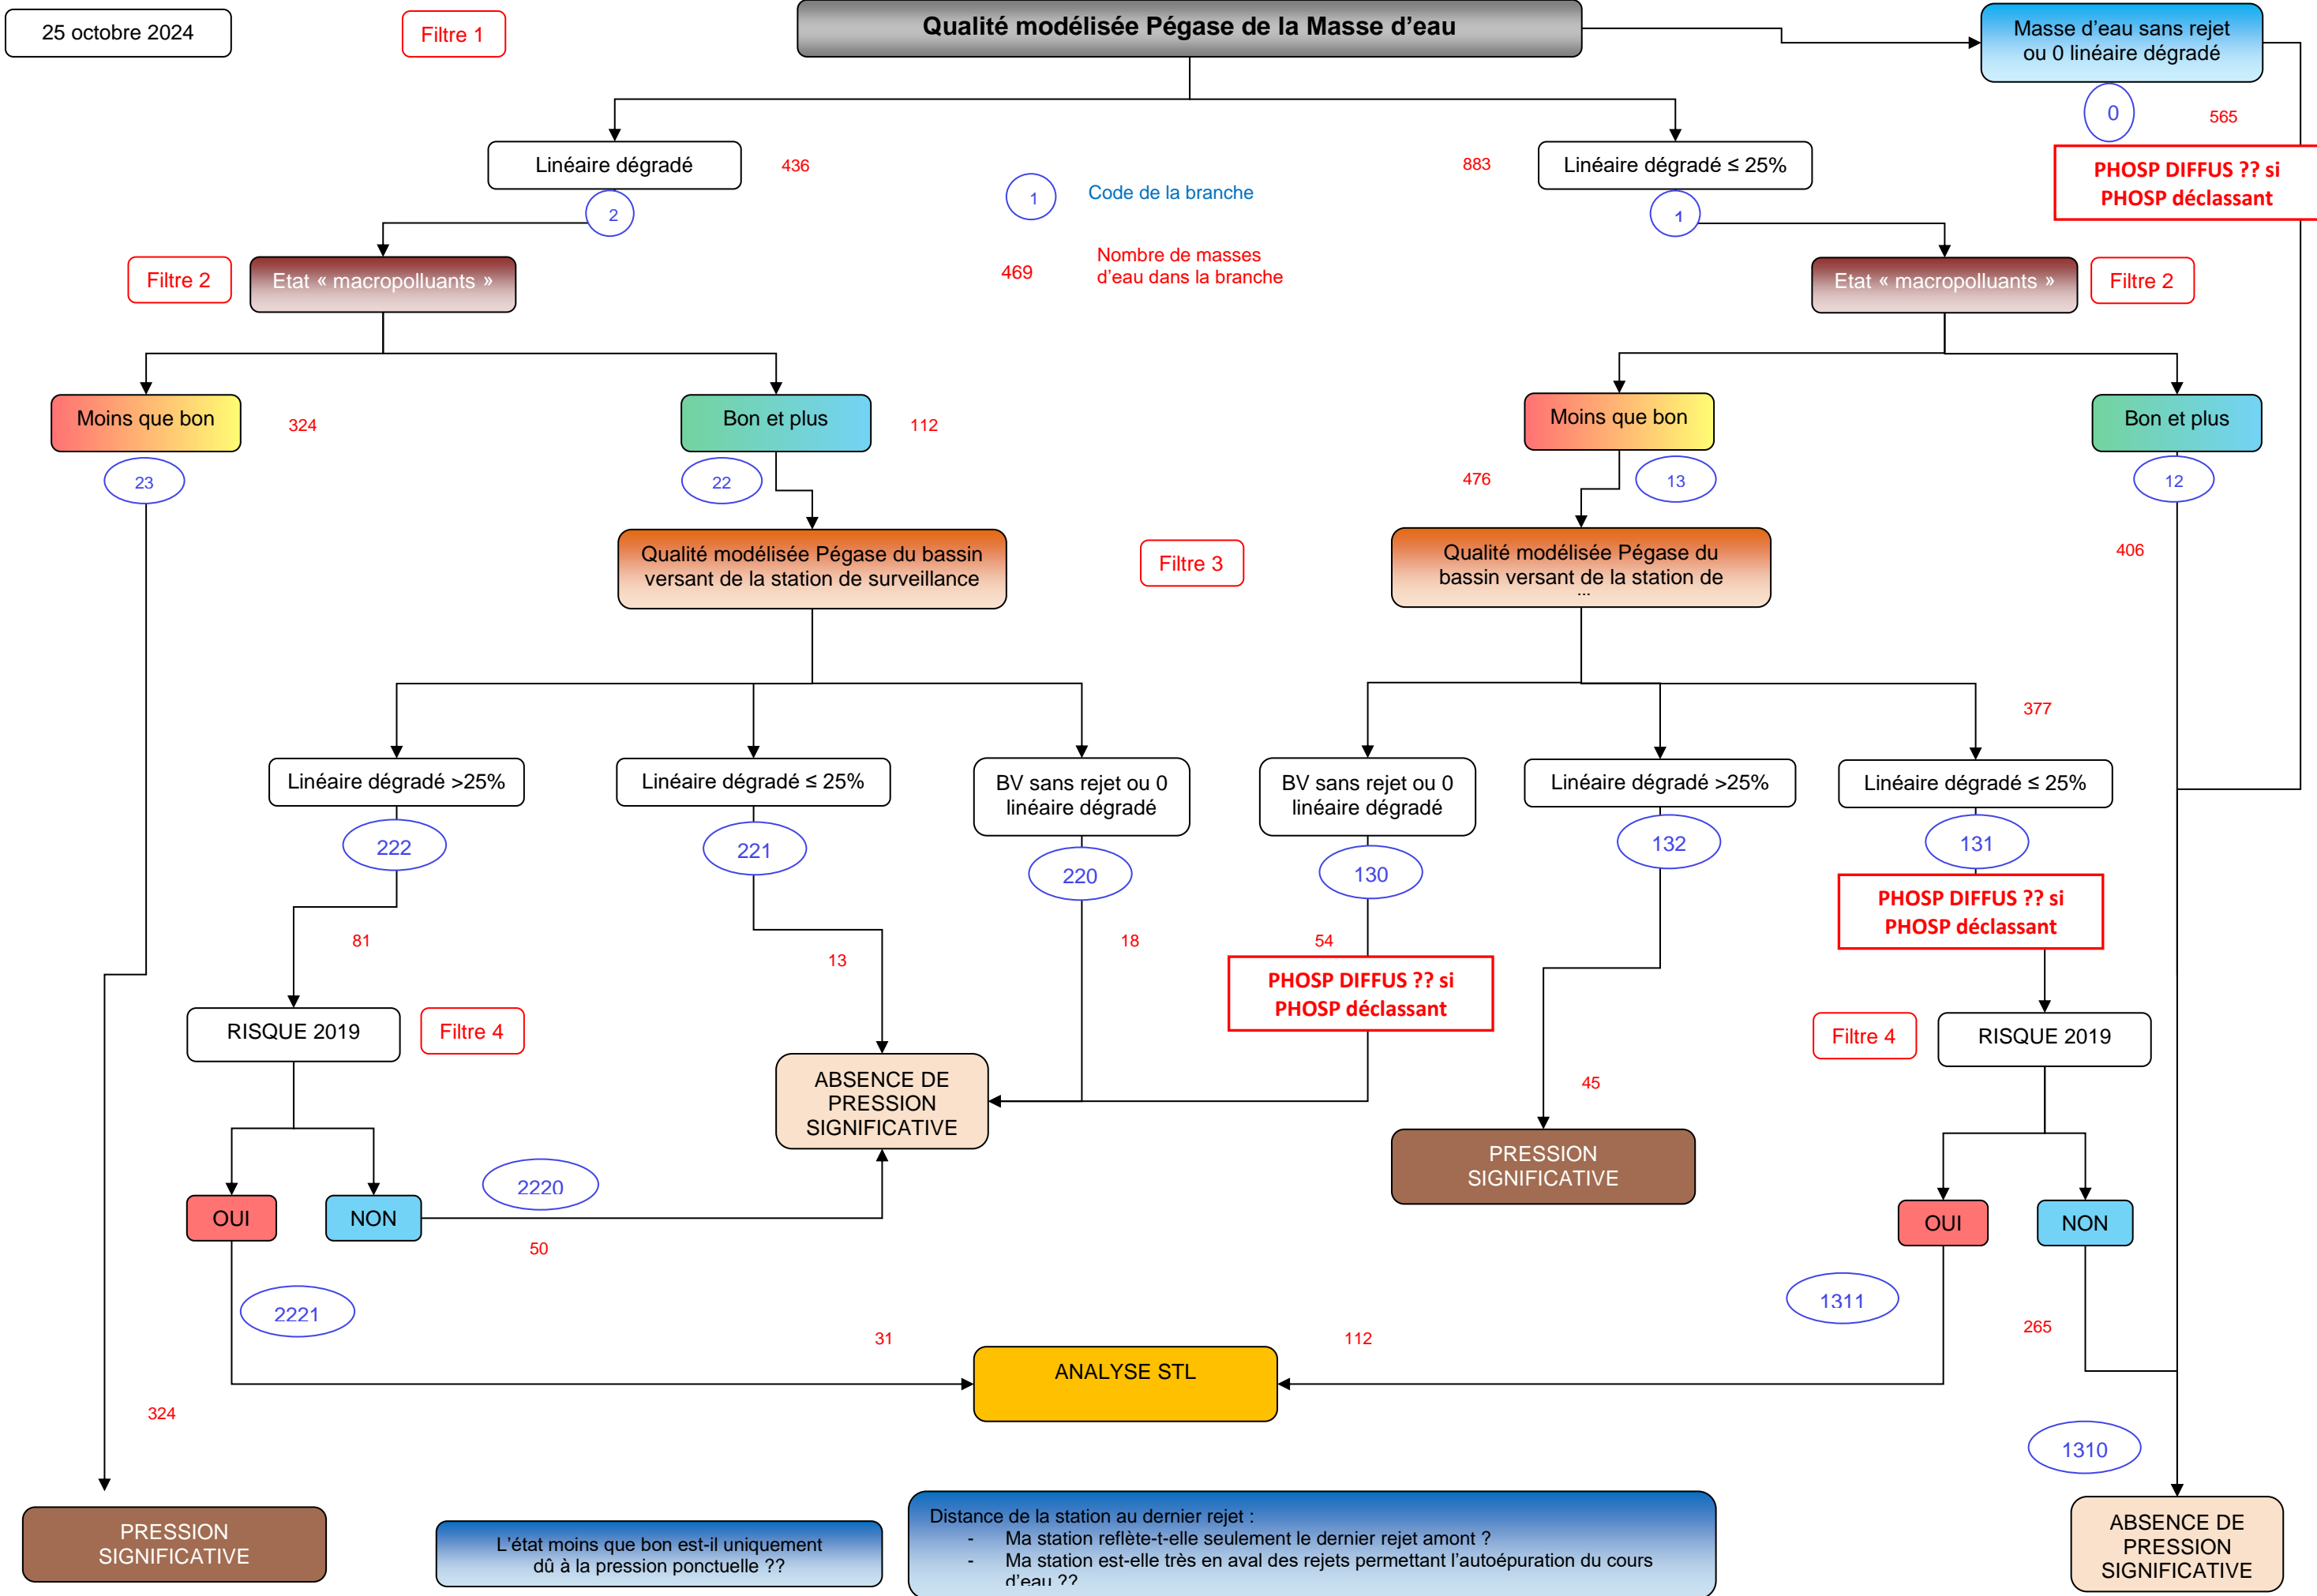 25 octobre 2024
Filtre 1
Qualité modélisée Pégase de la Masse d'eau
Masse d'eau sans rejet
ou 0 linéaire dégradé
0
565
PHOSP DIFFUS ?? si
PHOSP déclassant
Linéaire dégradé
436
2
883
Linéaire dégradé ≤ 25%
1
1
Code de la branche
469
Nombre de masses
d'eau dans la branche
Filtre 2
Etat « macropolluants »
Etat « macropolluants »
Filtre 2
Moins que bon
324
23
Bon et plus
112
22
Moins que bon
476
13
Bon et plus
12
406
Qualité modélisée Pégase du bassin
versant de la station de surveillance
Filtre 3
Qualité modélisée Pégase du
bassin versant de la station de
...
377
Linéaire dégradé >25%
222
Linéaire dégradé ≤ 25%
221
BV sans rejet ou 0
linéaire dégradé
220
BV sans rejet ou 0
linéaire dégradé
130
Linéaire dégradé >25%
132
Linéaire dégradé ≤ 25%
131
PHOSP DIFFUS ?? si
PHOSP déclassant
81
13
18
54
PHOSP DIFFUS ?? si
PHOSP déclassant
RISQUE 2019
Filtre 4
ABSENCE DE
PRESSION
SIGNIFICATIVE
45
PRESSION
SIGNIFICATIVE
Filtre 4
RISQUE 2019
OUI
NON
2220
50
OUI
NON
2221
31
112
1311
265
ANALYSE STL
324
1310
PRESSION
SIGNIFICATIVE
L'état moins que bon est-il uniquement
dû à la pression ponctuelle ??
Distance de la station au dernier rejet :
- Ma station reflète-t-elle seulement le dernier rejet amont ?
- Ma station est-elle très en aval des rejets permettant l'autoépuration du cours
d'eau ??
ABSENCE DE
PRESSION
SIGNIFICATIVE